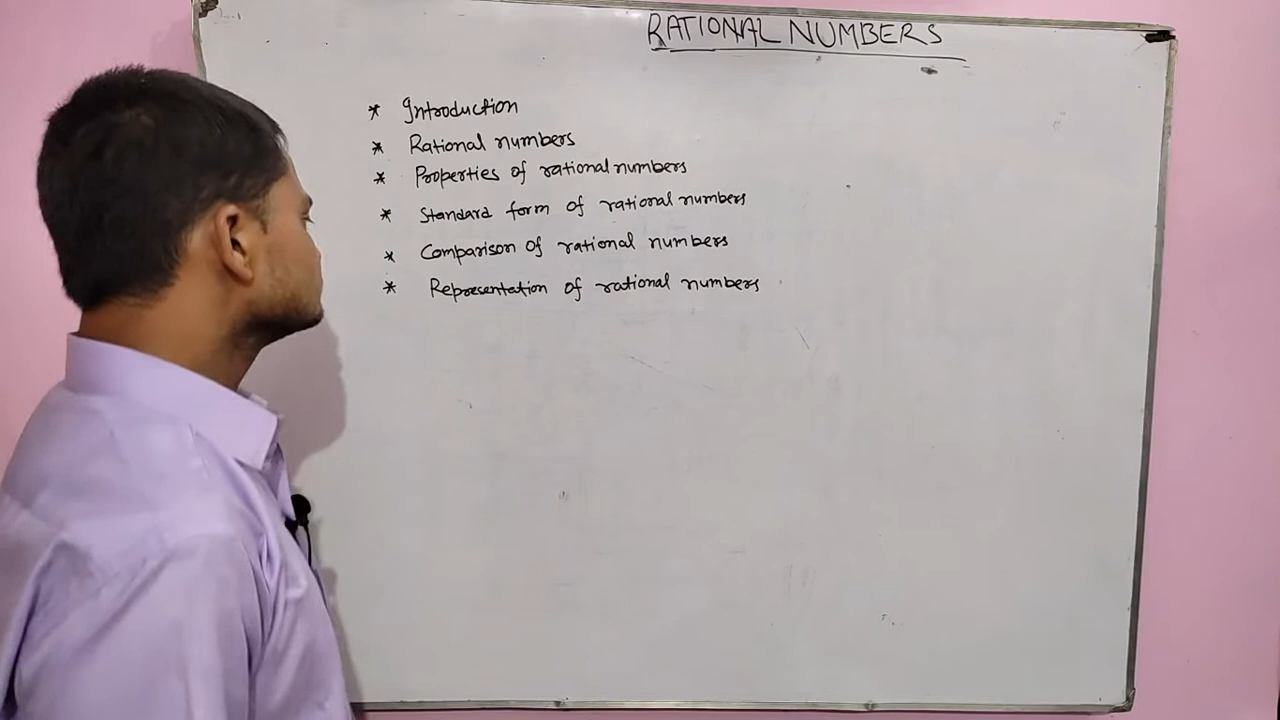 RATIONAL NUMBERS
* Introduction
* Rational numbers
* Properties of rational numbers
* Standard form of rational numbers
* Comparison of rational numbers
* Representation of rational numbers